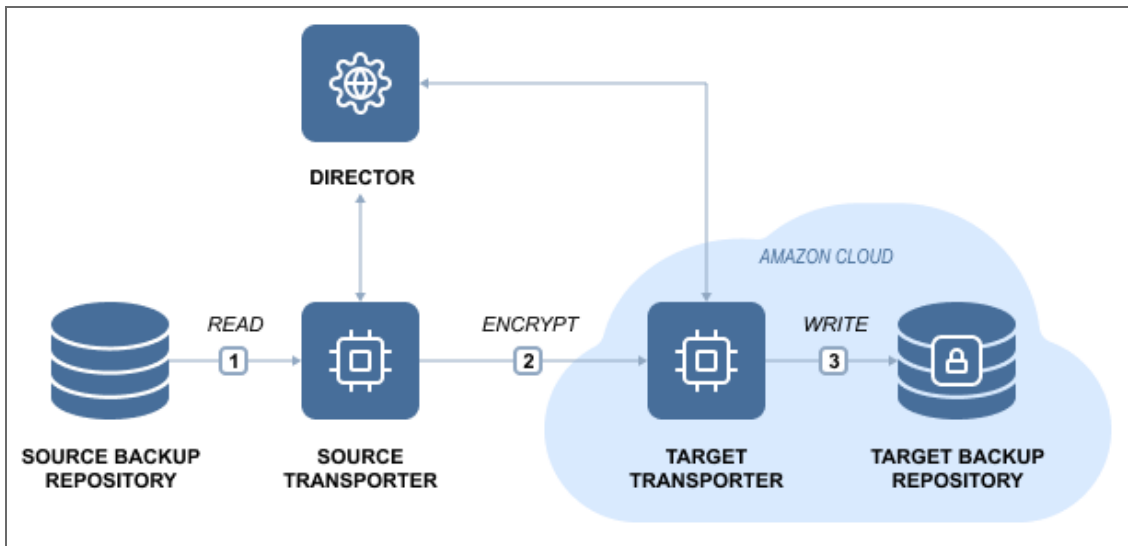 DIRECTOR
AMAZON CLOUD
READ
1
ENCRYPT
2
WRITE
3
SOURCE BACKUP
REPOSITORY
SOURCE
TRANSPORTER
TARGET
TRANSPORTER
TARGET BACKUP
REPOSITORY